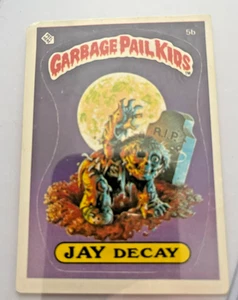 5b
GARBAGE PAIL KIDS
R.I.P.
JAY DECAY